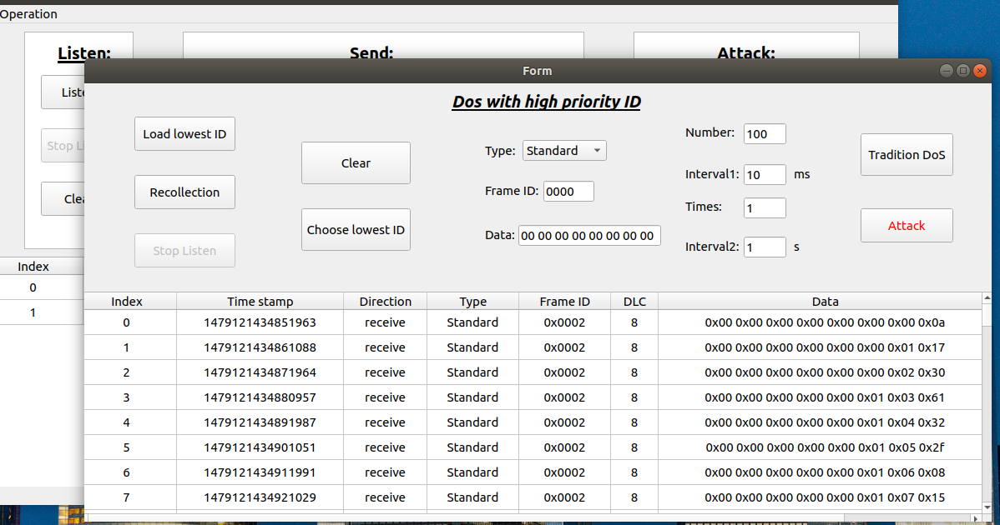 Operation
Listen:
Send:
Attack:
Form
Liste
Stop Li
Clea
Dos with high priority ID
Load lowest ID
Recollection
Stop Listen
Clear
Choose lowest ID
Type: Standard
Frame ID: 0000
Data: 00 00 00 00 00 00 00 00
Number: 100
Interval1: 10 ms
Times: 1
Interval2: 1 s
Tradition DoS
Attack
Index
0
1
Index Time stamp Direction Type Frame ID DLC Data
0 1479121434851963 receive Standard 0x0002 8 0x00 0x00 0x00 0x00 0x00 0x00 0x00 0x0a
1 1479121434861088 receive Standard 0x0002 8 0x00 0x00 0x00 0x00 0x00 0x00 0x01 0x17
2 1479121434871964 receive Standard 0x0002 8 0x00 0x00 0x00 0x00 0x00 0x00 0x02 0x30
3 1479121434880957 receive Standard 0x0002 8 0x00 0x00 0x00 0x00 0x00 0x01 0x03 0x61
4 1479121434891987 receive Standard 0x0002 8 0x00 0x00 0x00 0x00 0x00 0x01 0x04 0x32
5 1479121434901051 receive Standard 0x0002 8 0x00 0x00 0x00 0x00 0x00 0x01 0x05 0x2f
6 1479121434911991 receive Standard 0x0002 8 0x00 0x00 0x00 0x00 0x00 0x01 0x06 0x08
7 1479121434921029 receive Standard 0x0002 8 0x00 0x00 0x00 0x00 0x00 0x01 0x07 0x15